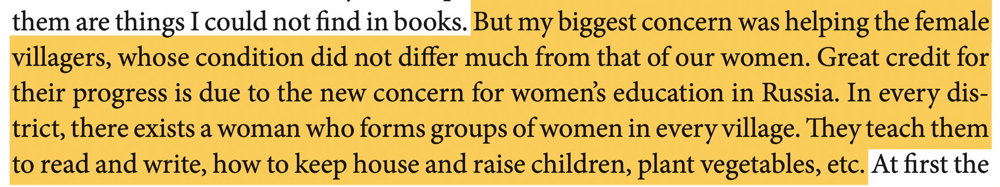 them are things I could not find in books. But my biggest concern was helping the female
villagers, whose condition did not differ much from that of our women. Great credit for
their progress is due to the new concern for women’s education in Russia. In every dis-
trict, there exists a woman who forms groups of women in every village. They teach them
to read and write, how to keep house and raise children, plant vegetables, etc. At first the